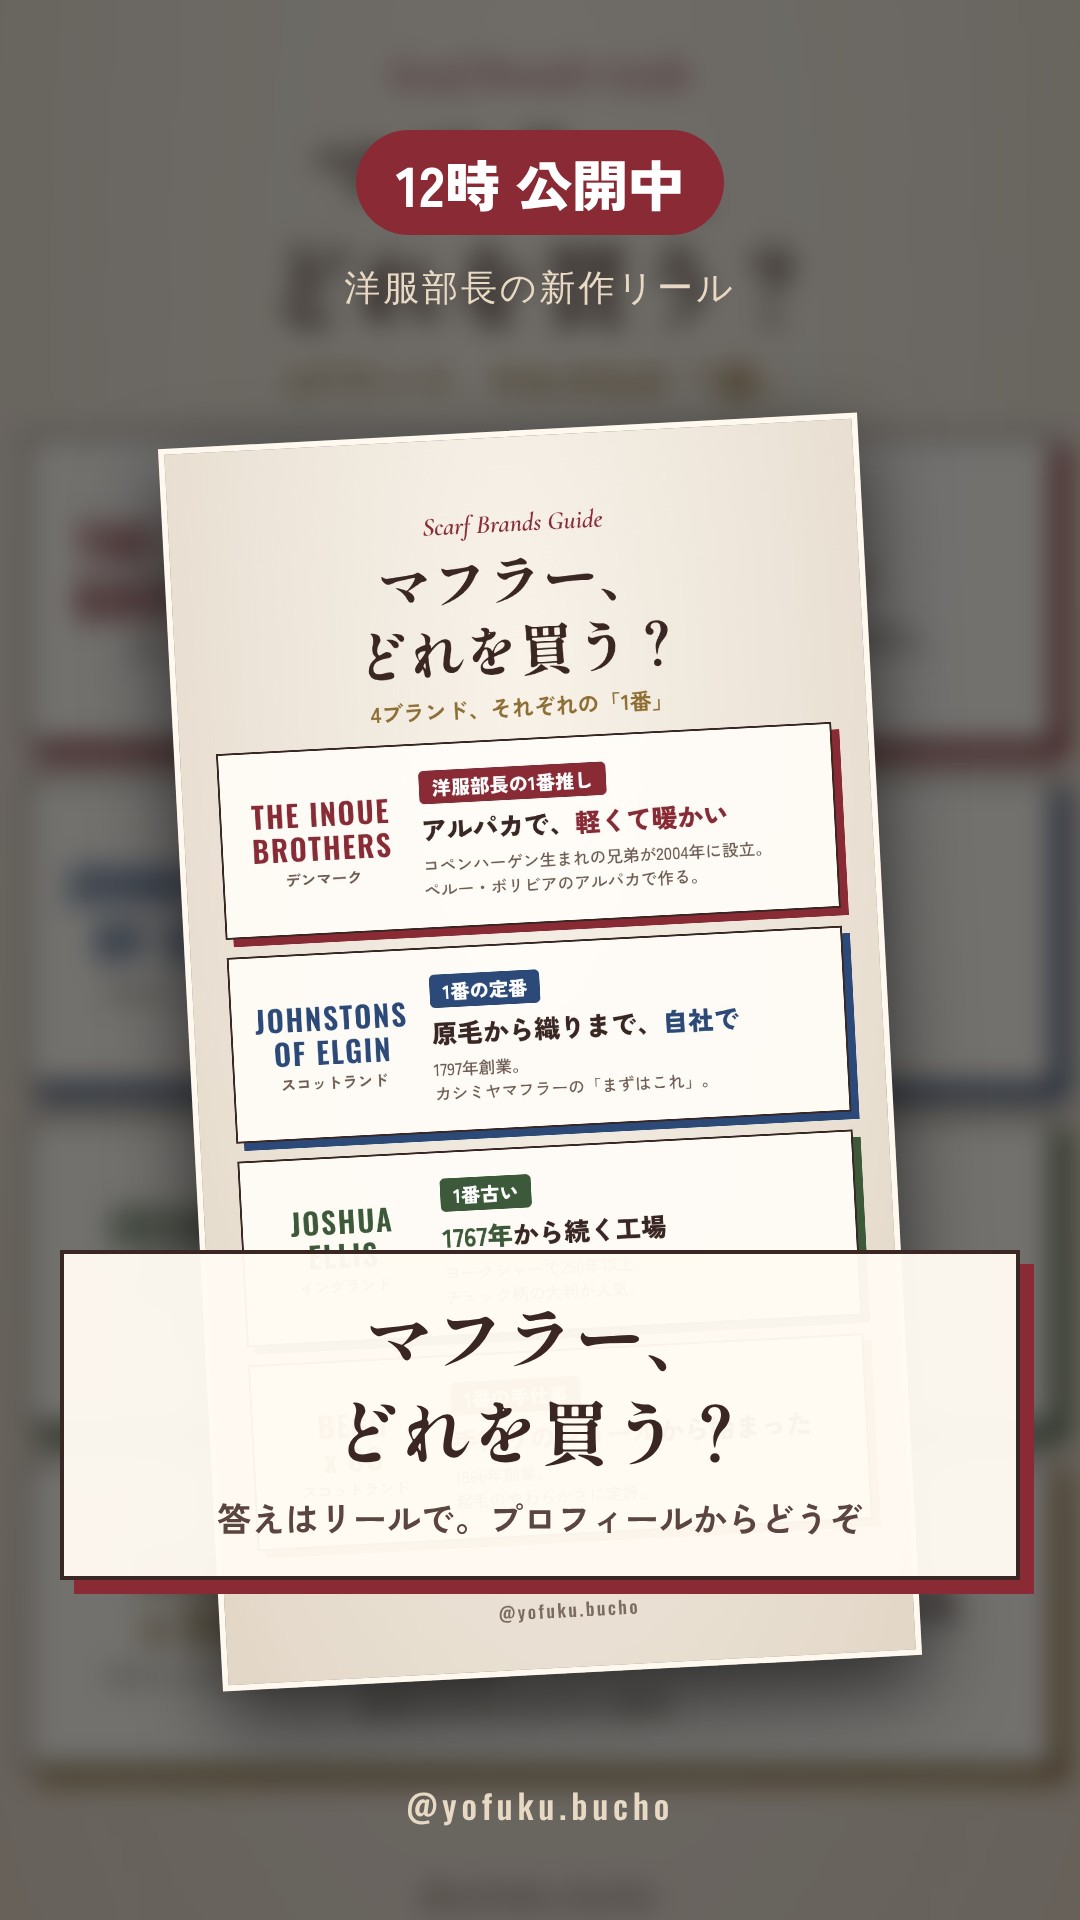 12時 公開中
洋服部長の新作リール
Scarf Brands Guide
マフラー、
どれを買う？
4ブランド、それぞれの「1番」
THE INOUE
BROTHERS
デンマーク
洋服部長の1番推し
アルパカで、軽くて暖かい
コペンハーゲン生まれの兄弟が2004年に設立。
ペルー・ボリビアのアルパカで作る。
JOHNSTONS
OF ELGIN
スコットランド
1番の定番
原毛から織りまで、自社で
1797年創業。
カシミヤマフラーの「まずはこれ」。
JOSHUA
ELLIS
イングランド
1番古い
1767年から続く工場
マフラー、
どれを買う？
答えはリールで。プロフィールからどうぞ
@yofuku.bucho
@yofuku.bucho